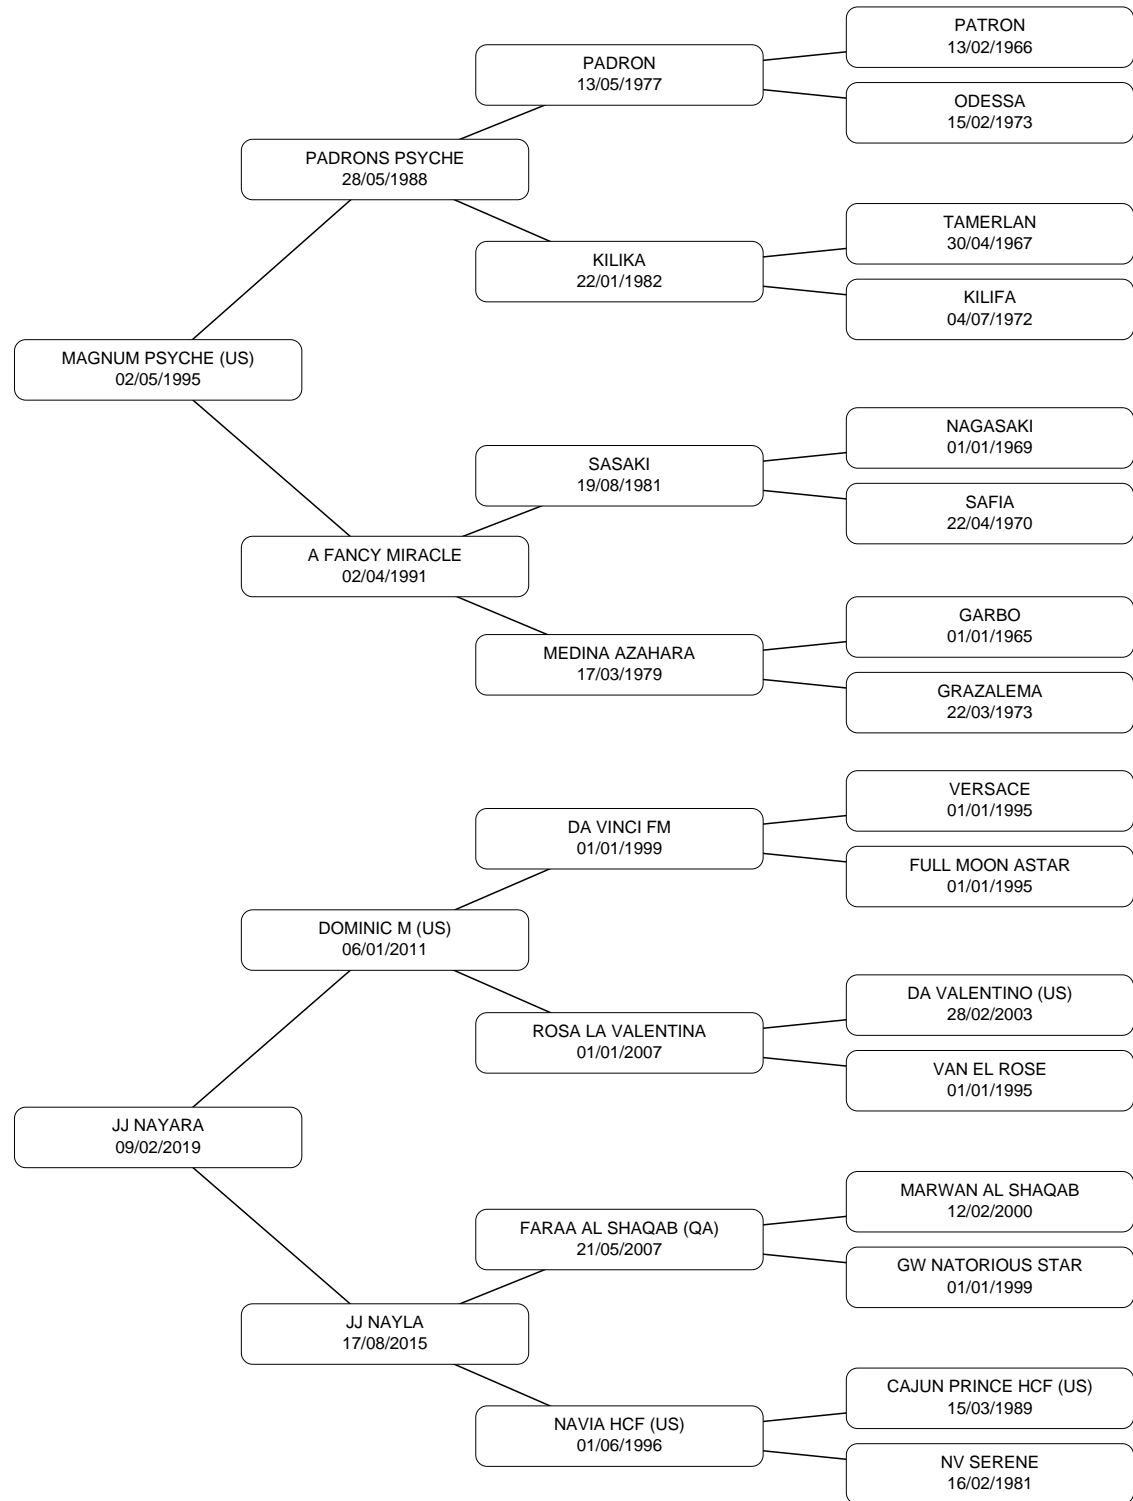 PATRON
13/02/1966
PADRON
13/05/1977
ODESSA
15/02/1973
PADRONS PSYCHE
28/05/1988
TAMERLAN
30/04/1967
KILIKA
22/01/1982
KILIFA
04/07/1972
MAGNUM PSYCHE (US)
02/05/1995
NAGASAKI
01/01/1969
SASAKI
19/08/1981
SAFIA
22/04/1970
A FANCY MIRACLE
02/04/1991
GARBO
01/01/1965
MEDINA AZAHARA
17/03/1979
GRAZALEMA
22/03/1973
VERSACE
01/01/1995
DA VINCI FM
01/01/1999
FULL MOON ASTAR
01/01/1995
DOMINIC M (US)
06/01/2011
DA VALENTINO (US)
28/02/2003
ROSA LA VALENTINA
01/01/2007
VAN EL ROSE
01/01/1995
JJ NAYARA
09/02/2019
MARWAN AL SHAQAB
12/02/2000
FARAA AL SHAQAB (QA)
21/05/2007
GW NATORIOUS STAR
01/01/1999
JJ NAYLA
17/08/2015
CAJUN PRINCE HCF (US)
15/03/1989
NAVIA HCF (US)
01/06/1996
NV SERENE
16/02/1981